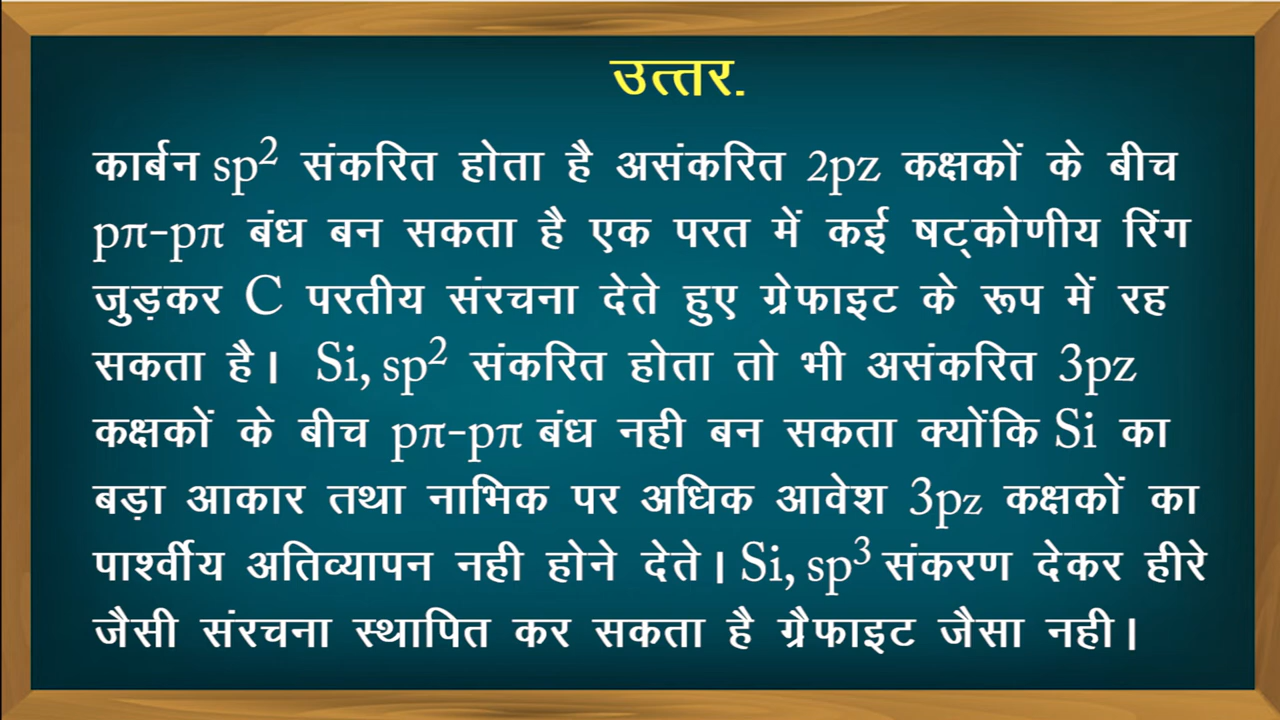 उत्तर.
कार्बन sp² संकरित होता है असंकरित 2pz कक्षकों के बीच
pπ-pπ बंध बन सकता है एक परत में कई षट्कोणीय रिंग
जुड़कर C परतीय संरचना देते हुए ग्रेफाइट के रूप में रह
सकता है। Si, sp² संकरित होता तो भी असंकरित 3pz
कक्षकों के बीच pπ-pπ बंध नही बन सकता क्योंकि Si का
बड़ा आकार तथा नाभिक पर अधिक आवेश 3pz कक्षकों का
पार्श्वीय अतिव्यापन नही होने देते। Si, sp³ संकरण देकर हीरे
जैसी संरचना स्थापित कर सकता है ग्रैफाइट जैसा नही।